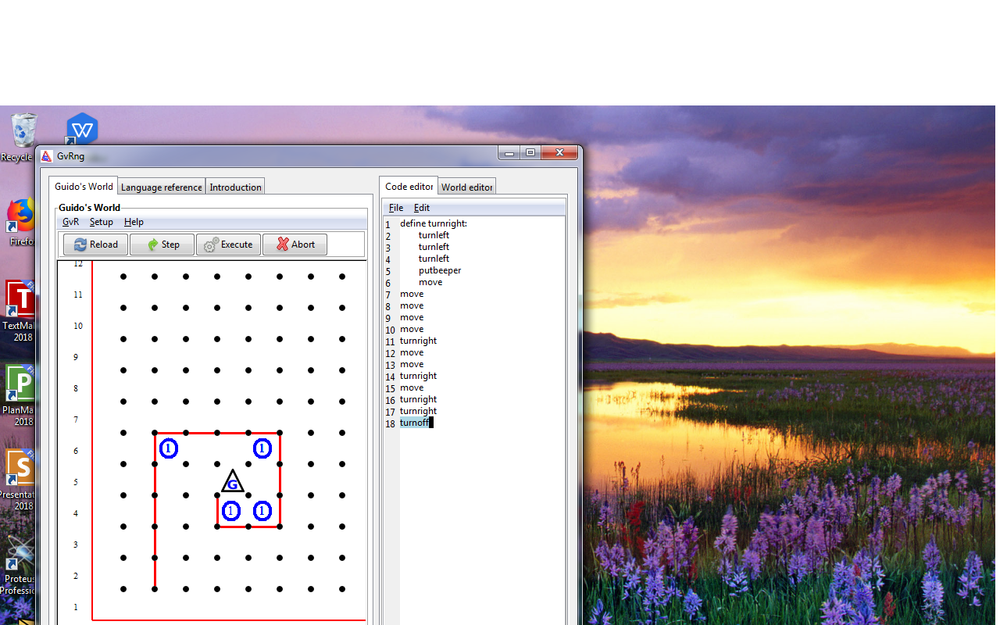 Recycle
W
GvRng
Firefo
T
TextMa
2018
P
PlanMa
2018
S
Presentat
2018
Proteus
Professio
Guido's World
Language reference
Introduction
Guido's World
GvR Setup Help
Reload Step Execute Abort
12
11
10
9
8
7
6
5
4
3
2
1
1 1
G
1 1
Code editor
World editor
File Edit
1 define turnright:
2 turnleft
3 turnleft
4 turnleft
5 putbeeper
6 move
7 move
8 move
9 move
10 move
11 turnright
12 move
13 move
14 turnright
15 move
16 turnright
17 turnright
18 turnoff